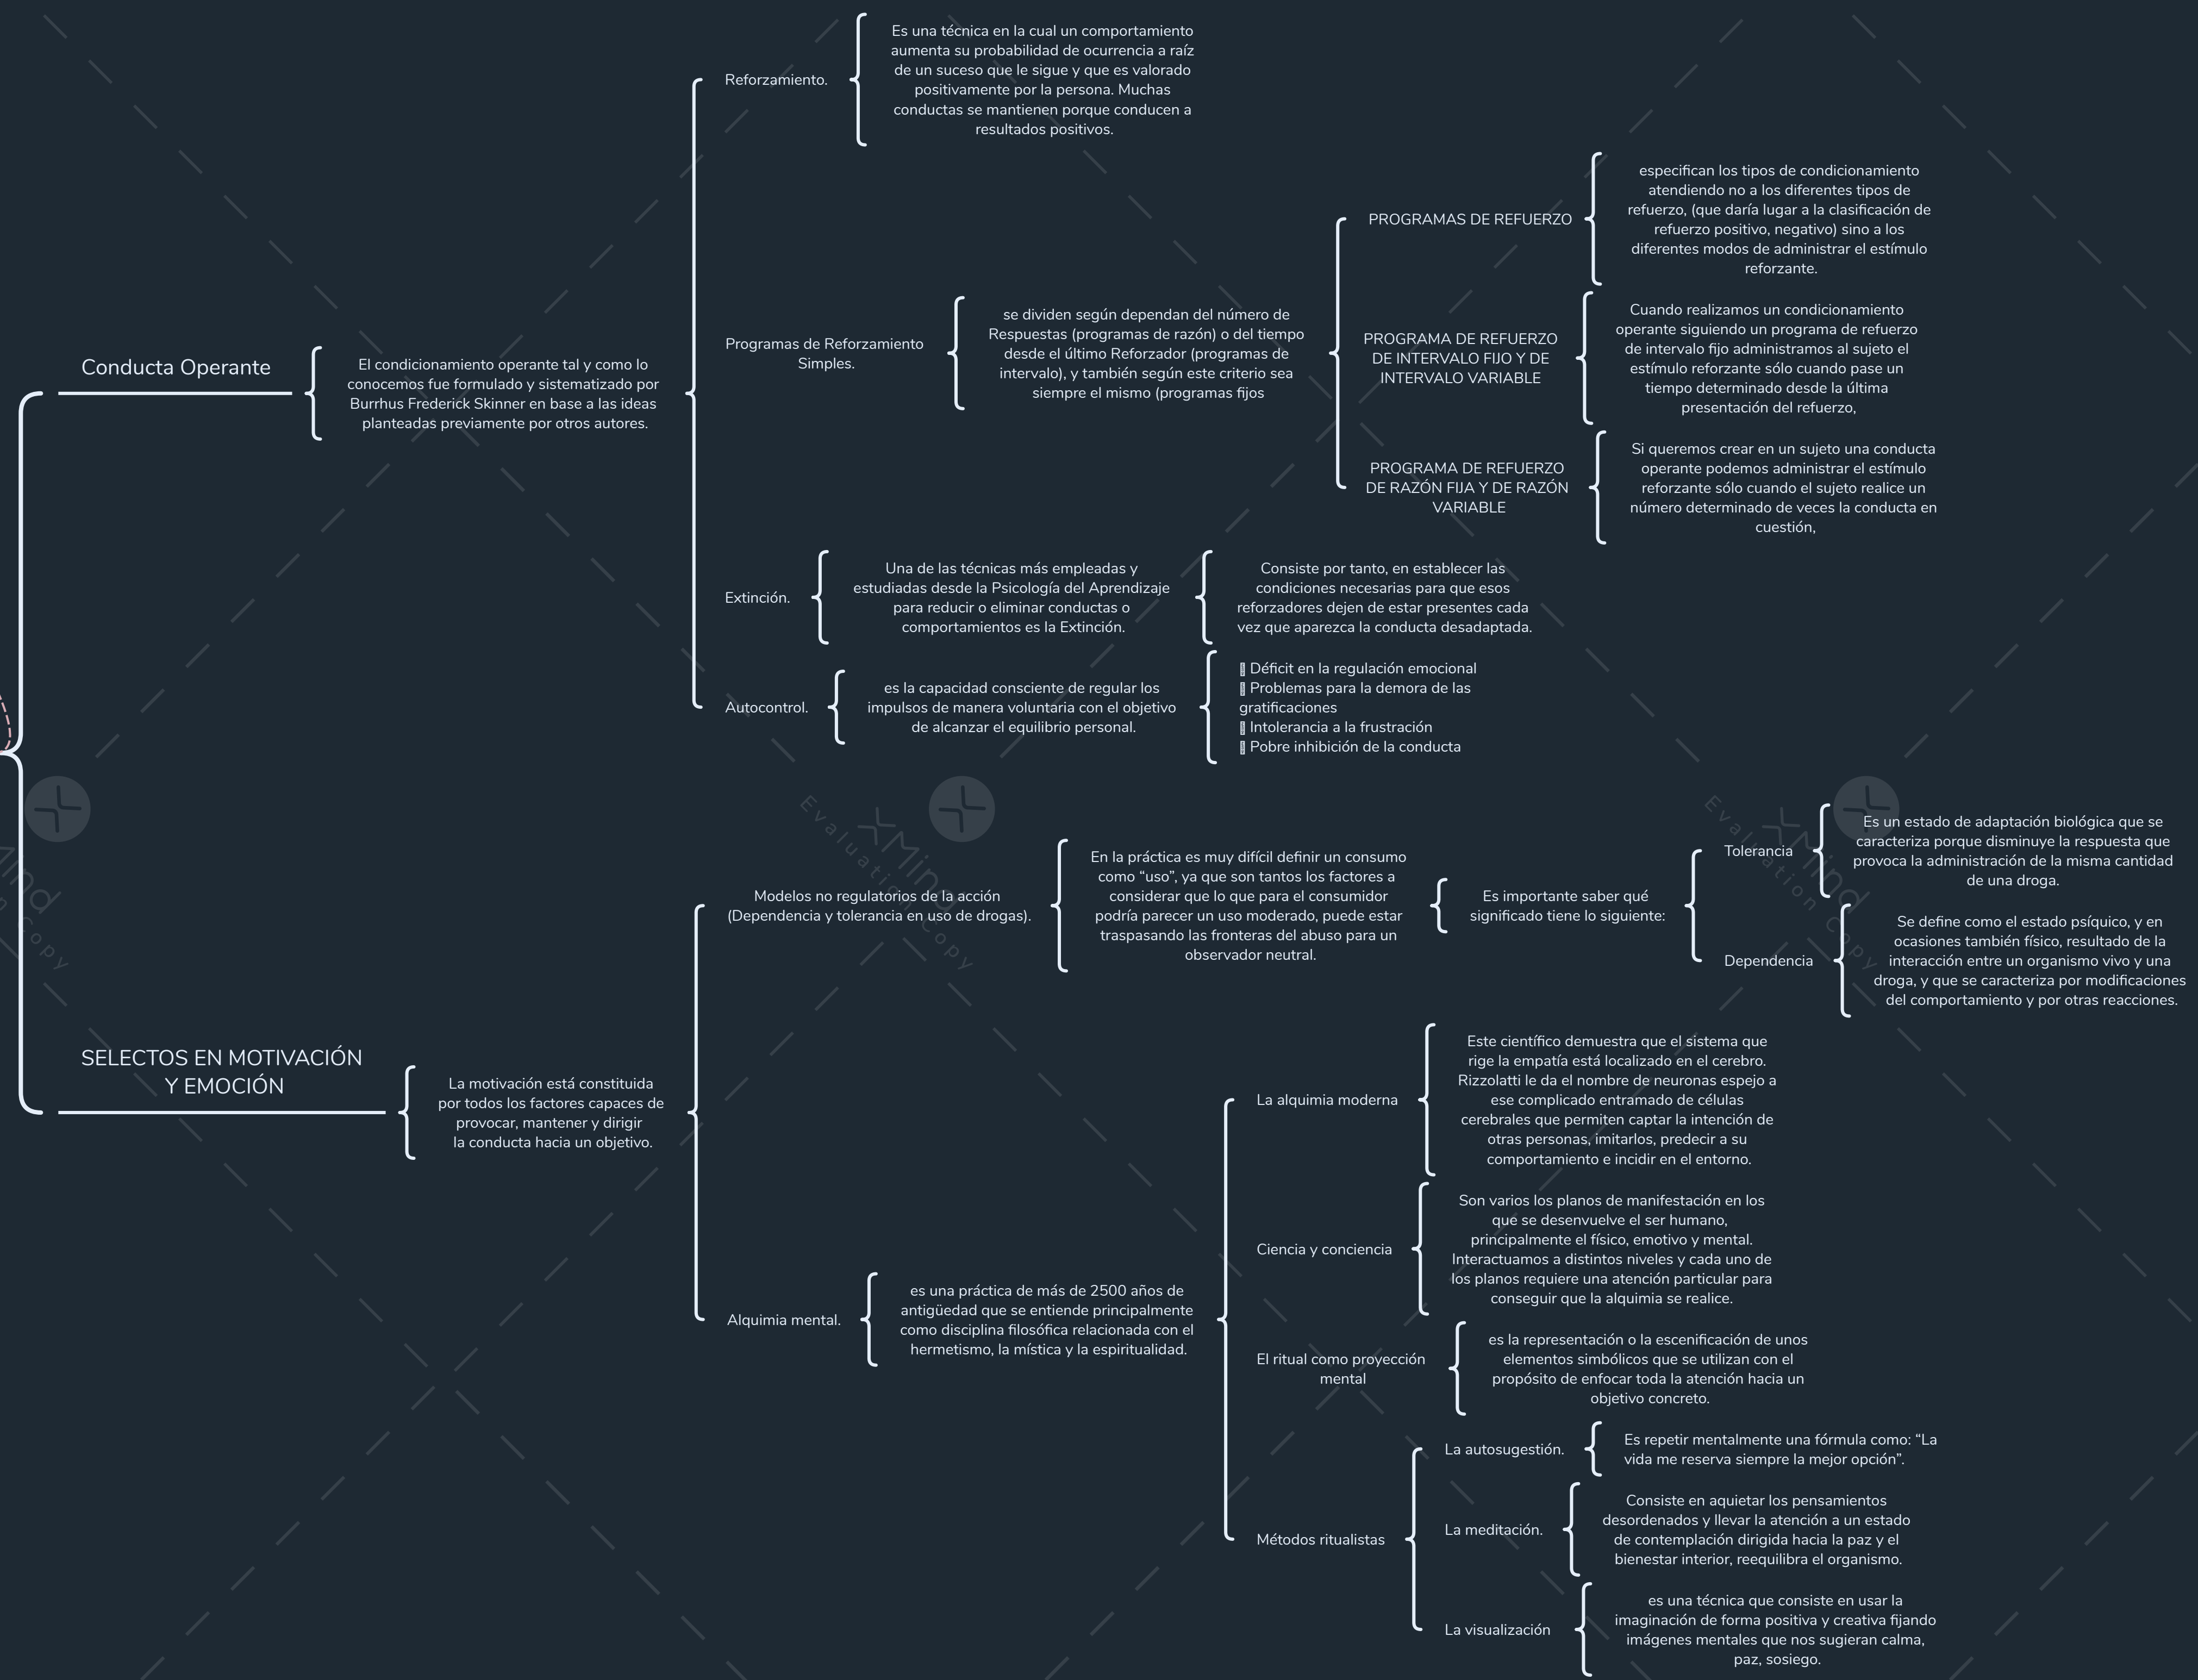 Conducta Operante
El condicionamiento operante tal y como lo
conocemos fue formulado y sistematizado por
Burrhus Frederick Skinner en base a las ideas
planteadas previamente por otros autores.
Reforzamiento.
Es una técnica en la cual un comportamiento
aumenta su probabilidad de ocurrencia a raíz
de un suceso que le sigue y que es valorado
positivamente por la persona. Muchas
conductas se mantienen porque conducen a
resultados positivos.
Programas de Reforzamiento
Simples.
se dividen según dependan del número de
Respuestas (programas de razón) o del tiempo
desde el último Reforzador (programas de
intervalo), y también según este criterio sea
siempre el mismo (programas fijos
PROGRAMAS DE REFUERZO
especifican los tipos de condicionamiento
atendiendo no a los diferentes tipos de
refuerzo, (que daría lugar a la clasificación de
refuerzo positivo, negativo) sino a los
diferentes modos de administrar el estímulo
reforzante.
PROGRAMA DE REFUERZO
DE INTERVALO FIJO Y DE
INTERVALO VARIABLE
Cuando realizamos un condicionamiento
operante siguiendo un programa de refuerzo
de intervalo fijo administramos al sujeto el
estímulo reforzante sólo cuando pase un
tiempo determinado desde la última
presentación del refuerzo,
PROGRAMA DE REFUERZO
DE RAZÓN FIJA Y DE RAZÓN
VARIABLE
Si queremos crear en un sujeto una conducta
operante podemos administrar el estímulo
reforzante sólo cuando el sujeto realice un
número determinado de veces la conducta en
cuestión,
Extinción.
Una de las técnicas más empleadas y
estudiadas desde la Psicología del Aprendizaje
para reducir o eliminar conductas o
comportamientos es la Extinción.
Consiste por tanto, en establecer las
condiciones necesarias para que esos
reforzadores dejen de estar presentes cada
vez que aparezca la conducta desadaptada.
Autocontrol.
es la capacidad consciente de regular los
impulsos de manera voluntaria con el objetivo
de alcanzar el equilibrio personal.
Déficit en la regulación emocional
Problemas para la demora de las
gratificaciones
Intolerancia a la frustración
Pobre inhibición de la conducta
SELECTOS EN MOTIVACIÓN
Y EMOCIÓN
La motivación está constituida
por todos los factores capaces de
provocar, mantener y dirigir
la conducta hacia un objetivo.
Modelos no regulatorios de la acción
(Dependencia y tolerancia en uso de drogas).
En la práctica es muy difícil definir un consumo
como “uso”, ya que son tantos los factores a
considerar que lo que para el consumidor
podría parecer un uso moderado, puede estar
traspasando las fronteras del abuso para un
observador neutral.
Es importante saber qué
significado tiene lo siguiente:
Tolerancia
Es un estado de adaptación biológica que se
caracteriza porque disminuye la respuesta que
provoca la administración de la misma cantidad
de una droga.
Dependencia
Se define como el estado psíquico, y en
ocasiones también físico, resultado de la
interacción entre un organismo vivo y una
droga, y que se caracteriza por modificaciones
del comportamiento y por otras reacciones.
Alquimia mental.
es una práctica de más de 2500 años de
antigüedad que se entiende principalmente
como disciplina filosófica relacionada con el
hermetismo, la mística y la espiritualidad.
La alquimia moderna
Este científico demuestra que el sistema que
rige la empatía está localizado en el cerebro.
Rizzolatti le da el nombre de neuronas espejo a
ese complicado entramado de células
cerebrales que permiten captar la intención de
otras personas, imitarlos, predecir a su
comportamiento e incidir en el entorno.
Ciencia y conciencia
Son varios los planos de manifestación en los
que se desenvuelve el ser humano,
principalmente el físico, emotivo y mental.
Interactuamos a distintos niveles y cada uno de
los planos requiere una atención particular para
conseguir que la alquimia se realice.
El ritual como proyección
mental
es la representación o la escenificación de unos
elementos simbólicos que se utilizan con el
propósito de enfocar toda la atención hacia un
objetivo concreto.
Métodos ritualistas
La autosugestión.
Es repetir mentalmente una fórmula como: “La
vida me reserva siempre la mejor opción”.
La meditación.
Consiste en aquietar los pensamientos
desordenados y llevar la atención a un estado
de contemplación dirigida hacia la paz y el
bienestar interior, reequilibra el organismo.
La visualización
es una técnica que consiste en usar la
imaginación de forma positiva y creativa fijando
imágenes mentales que nos sugieran calma,
paz, sosiego.
XMind
Evaluation Copy
XMind
Evaluation Copy
Mind
Copy